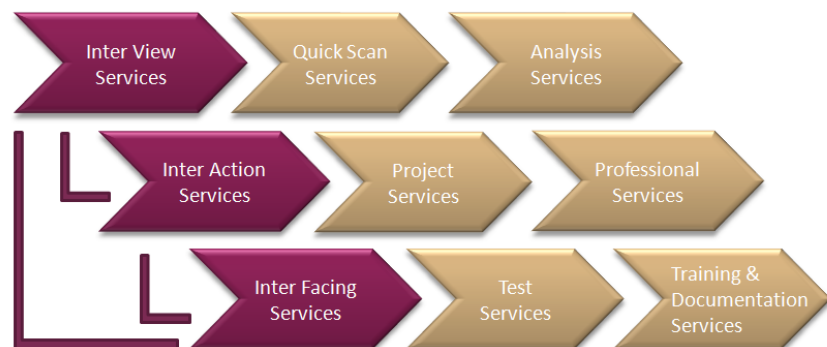 Inter View
Services
Quick Scan
Services
Analysis
Services
Inter Action
Services
Project
Services
Professional
Services
Inter Facing
Services
Test
Services
Training &
Documentation
Services